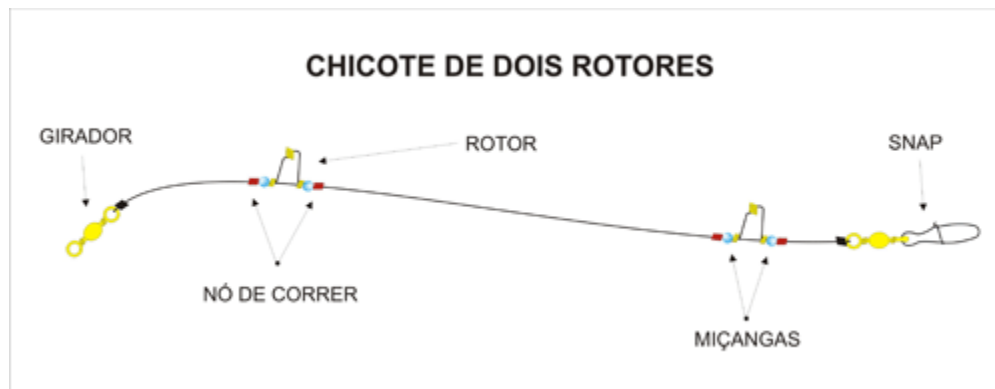 CHICOTE DE DOIS ROTORES
GIRADOR
ROTOR
SNAP
NÓ DE CORRER
MIÇANGAS